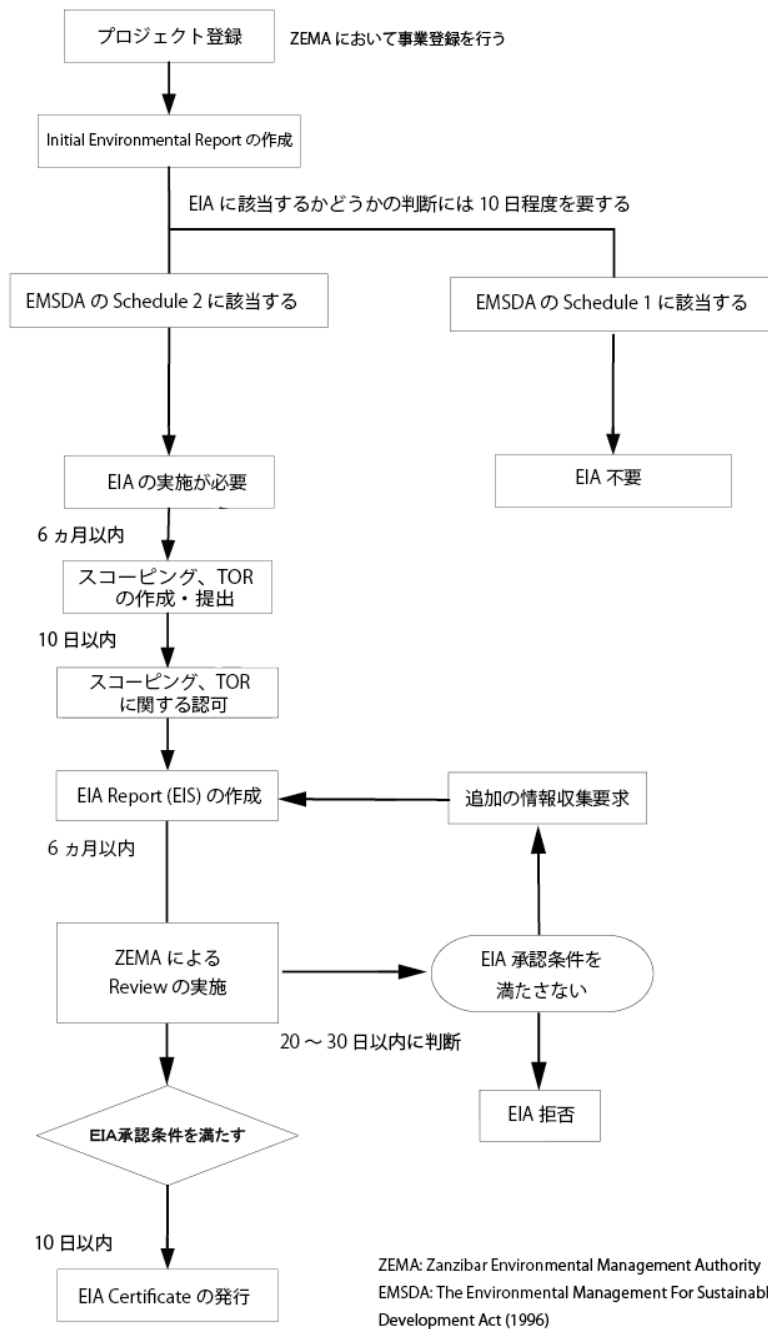 プロジェクト登録
ZEMA において事業登録を行う
Initial Environmental Report の作成
EIA に該当するかどうかの判断には 10 日程度を要する
EMSDA の Schedule 2 に該当する
EMSDA の Schedule 1 に該当する
EIA の実施が必要
EIA 不要
6 ヵ月以内
スコーピング、TOR
の作成・提出
10 日以内
スコーピング、TOR
に関する認可
EIA Report (EIS) の作成
追加の情報収集要求
6 ヵ月以内
ZEMA による
Review の実施
EIA 承認条件を
満たさない
20 ～ 30 日以内に判断
EIA 拒否
EIA承認条件を満たす
10 日以内
EIA Certificate の発行
ZEMA: Zanzibar Environmental Management Authority
EMSDA: The Environmental Management For Sustainabl
Development Act (1996)